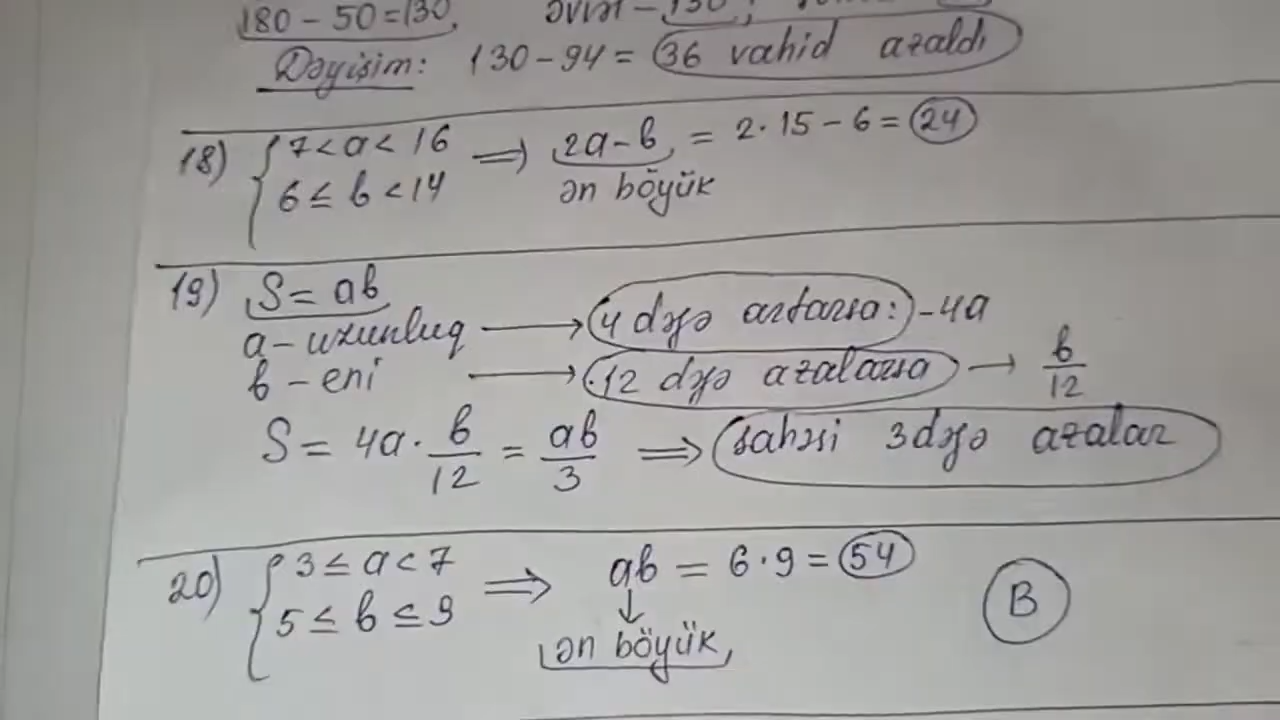 180 - 50 = 130, əvvəl - 130,
Dəyişim: 130 - 94 = 36 vahid azaldı
18) { 7 < a < 16 ⟹ 2a - b = 2 · 15 - 6 = 24
6 ≤ b < 14 ən böyük
19) S = ab
a - uzunluq ⟶ 4 dəfə artarsa: - 4a
b - eni ⟶ 12 dəfə azalarsa → b/12
S = 4a · b/12 = ab/3 ⟹ sahəsi 3 dəfə azalar
20) { 3 ≤ a < 7 ⟹ ab = 6 · 9 = 54 B
5 ≤ b ≤ 9 ↓
ən böyük